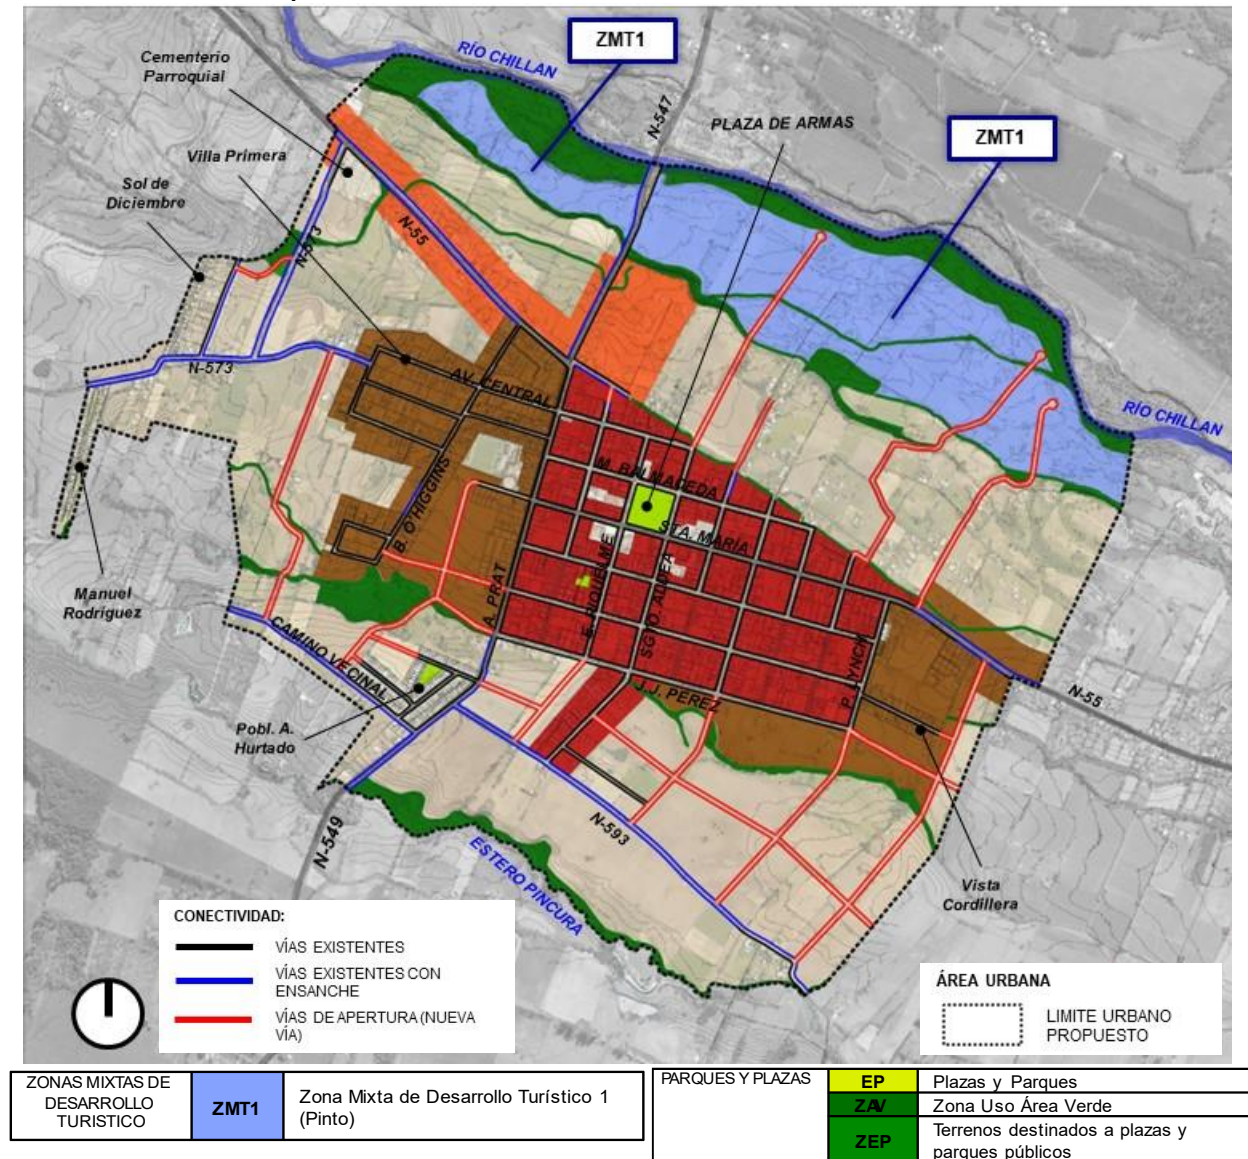 RÍO CHILLAN
ZMT1
Cementerio
Parroquial
N-547
PLAZA DE ARMAS
ZMT1
Villa Primera
Sol de
Diciembre
N-55
N-573
N-573
AV. CENTRAL
RÍO CHILLAN
M. BALMACEDA
STA. MARÍA
B. O'HIGGINS
E. RIQUELME
SGTO. ALDEA
A. PRAT
Manuel
Rodriguez
CAMINO VECINAL
P. LYNCH
J.J. PEREZ
N-55
Pobl. A.
Hurtado
N-593
N-549
ESTERO PINCURA
Vista
Cordillera
CONECTIVIDAD:
VÍAS EXISTENTES
VÍAS EXISTENTES CON
ENSANCHE
VÍAS DE APERTURA (NUEVA
VÍA)
ÁREA URBANA
LIMITE URBANO
PROPUESTO
ZONAS MIXTAS DE
DESARROLLO
TURISTICO
ZMT1
Zona Mixta de Desarrollo Turístico 1
(Pinto)
PARQUES Y PLAZAS
EP
Plazas y Parques
ZAV
Zona Uso Área Verde
ZEP
Terrenos destinados a plazas y
parques públicos